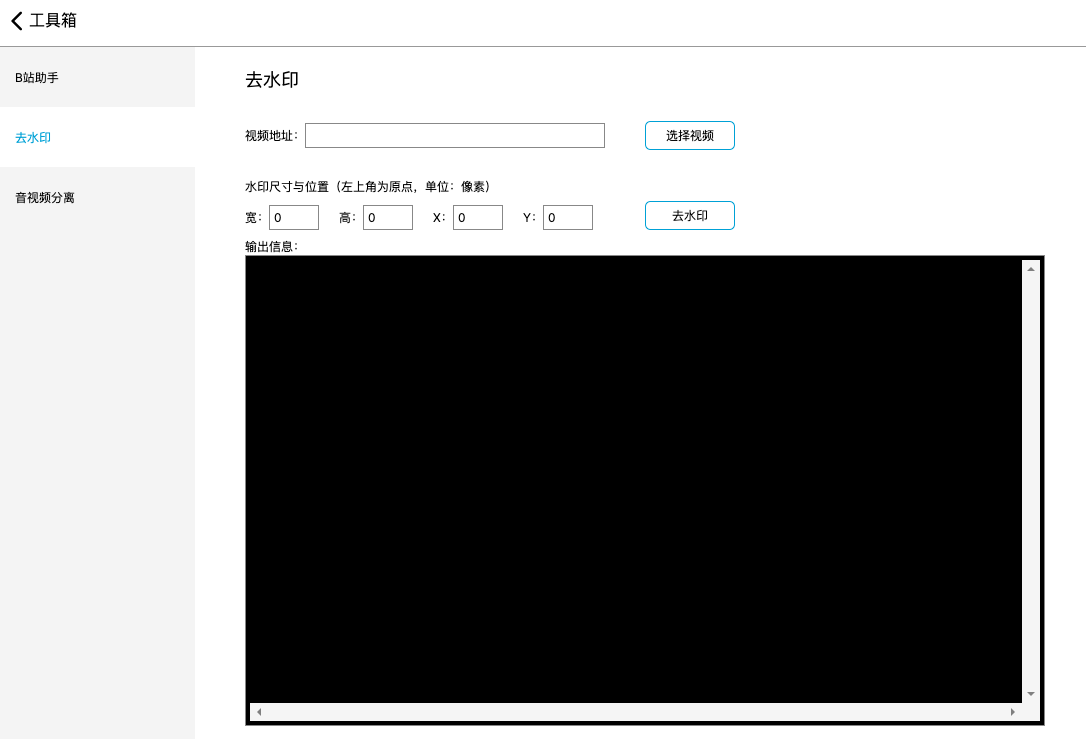 工具箱
B站助手
去水印
音视频分离
去水印
视频地址：
选择视频
水印尺寸与位置（左上角为原点，单位：像素）
宽： 0 高： 0 X： 0 Y： 0
去水印
输出信息：